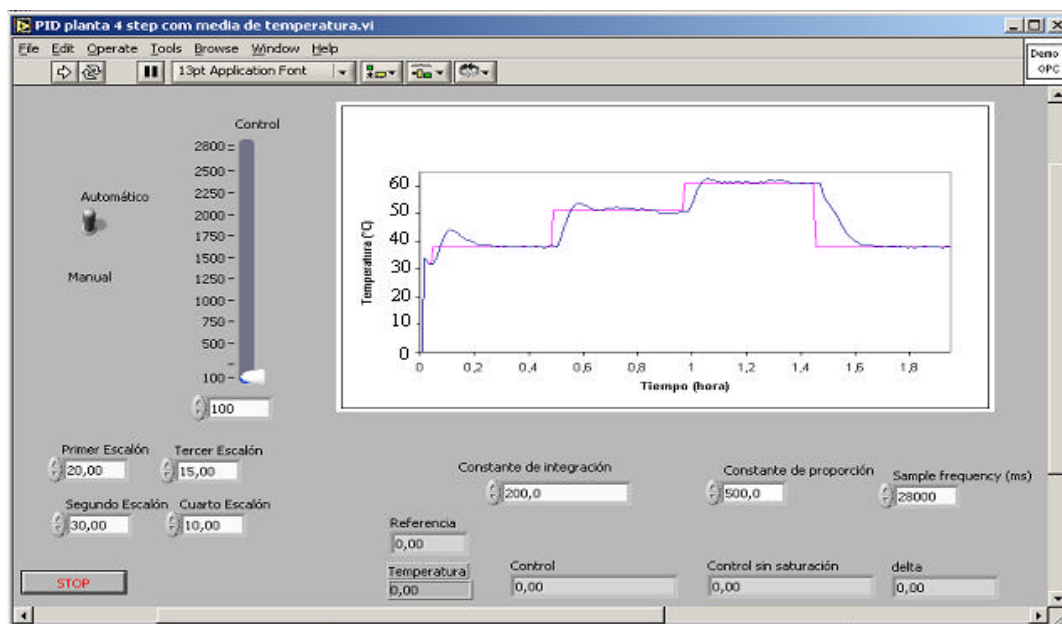 PID planta 4 step com media de temperatura.vi
File Edit Operate Tools Browse Window Help
13pt Application Font
Demo
OPC
Control
2800
2500
2250
2000
1750
1500
1250
1000
750
500
100
100
Automático
Manual
60
50
40
30
20
10
0
Temperatura (°C)
0 0,2 0,4 0,6 0,8 1 1,2 1,4 1,6 1,8
Tiempo (hora)
Primer Escalón Tercer Escalón
20,00 15,00
Segundo Escalón Cuarto Escalón
30,00 10,00
STOP
Constante de integración Constante de proporción Sample frequency (ms)
200,0 500,0 28000
Referencia
0,00
Temperatura Control Control sin saturación delta
0,00 0,00 0,00 0,00